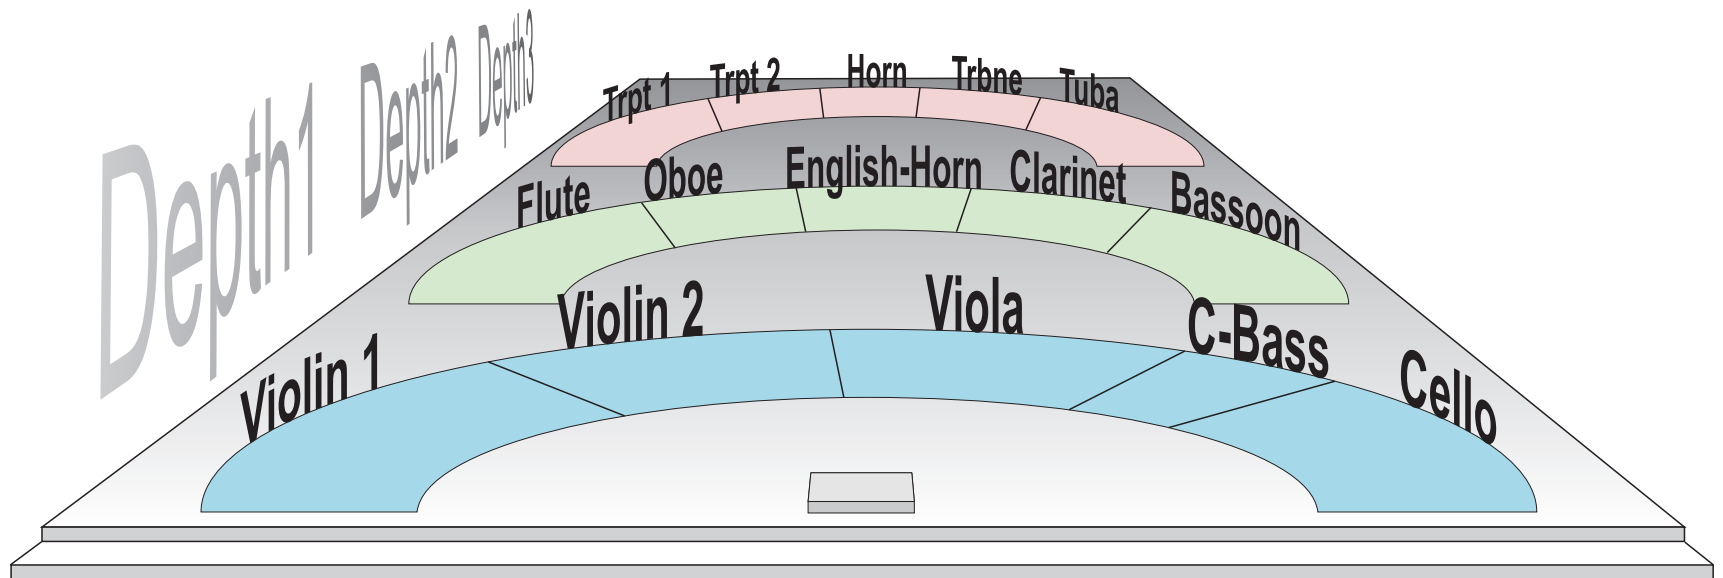 Depth1
Depth2
Depth3
Trpt 1
Trpt 2
Horn
Trbne
Tuba
Flute
Oboe
English-Horn
Clarinet
Bassoon
Violin 1
Violin 2
Viola
C-Bass
Cello